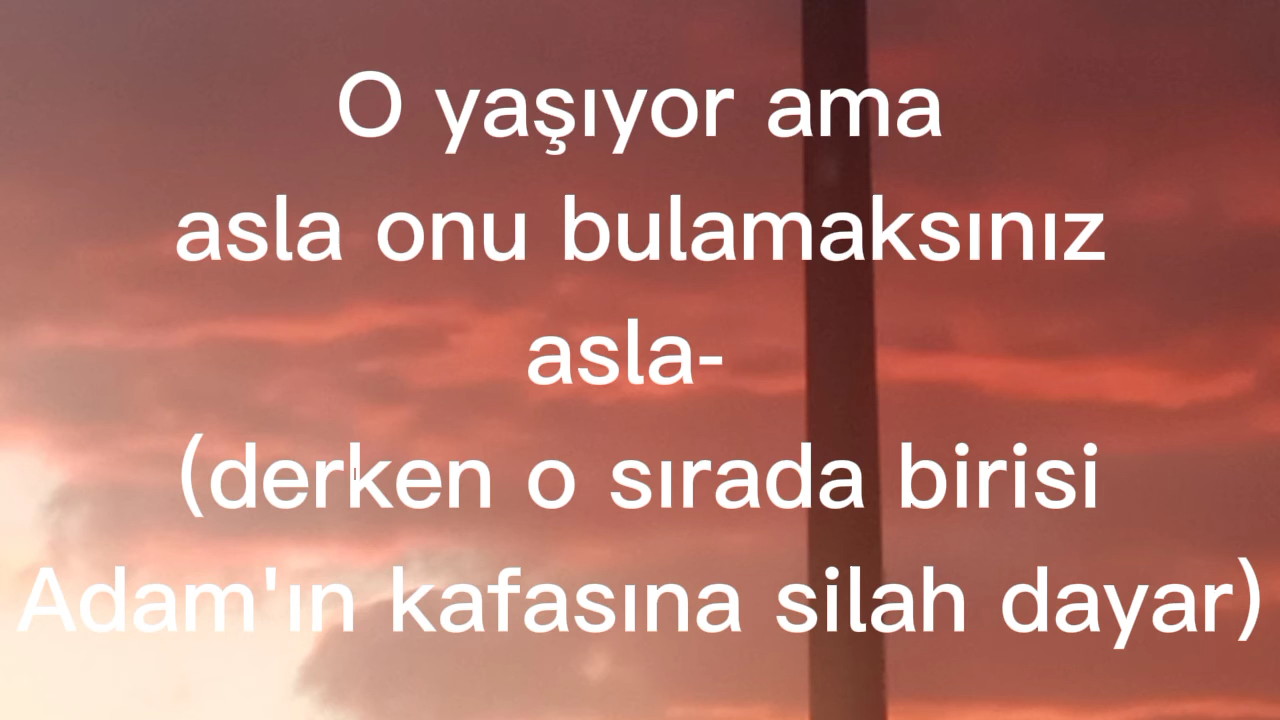 O yaşıyor ama
asla onu bulamaksınız
asla-
(derken o sırada birisi
Adam'ın kafasına silah dayar)